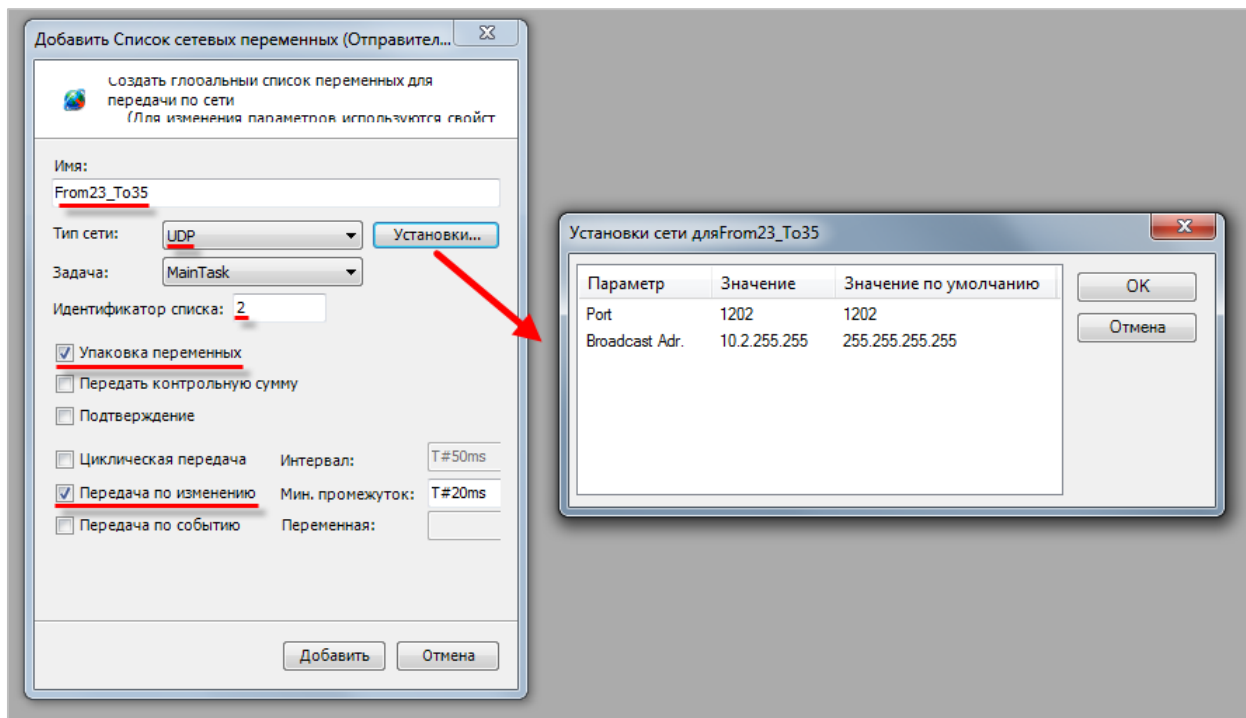 Добавить Список сетевых переменных (Отправител...
Создать глобальный список переменных для
передачи по сети
(Для изменения параметров используются свойст
Имя:
From23_To35
Тип сети: UDP Установки...
Задача: MainTask
Идентификатор списка: 2
Упаковка переменных
Передать контрольную сумму
Подтверждение
Циклическая передача Интервал: T#50ms
Передача по изменению Мин. промежуток: T#20ms
Передача по событию Переменная:
Добавить Отмена
Установки сети дляFrom23_To35
Параметр Значение Значение по умолчанию
Port 1202 1202
Broadcast Adr. 10.2.255.255 255.255.255.255
OK
Отмена